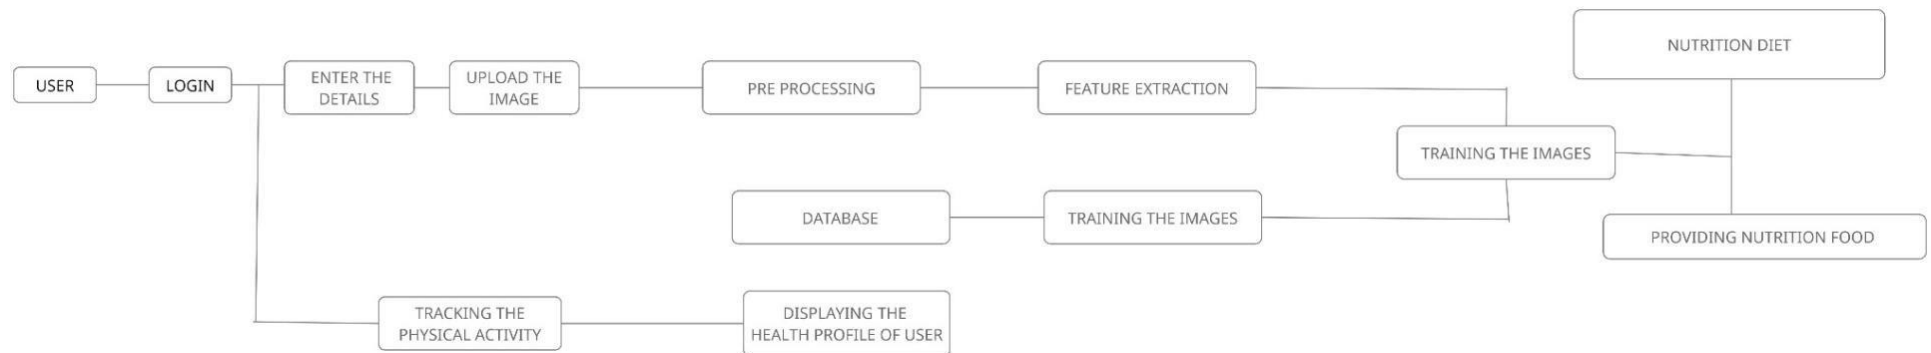 NUTRITION DIET
USER
LOGIN
ENTER THE
DETAILS
UPLOAD THE
IMAGE
PRE PROCESSING
FEATURE EXTRACTION
TRAINING THE IMAGES
DATABASE
TRAINING THE IMAGES
PROVIDING NUTRITION FOOD
TRACKING THE
PHYSICAL ACTIVITY
DISPLAYING THE
HEALTH PROFILE OF USER